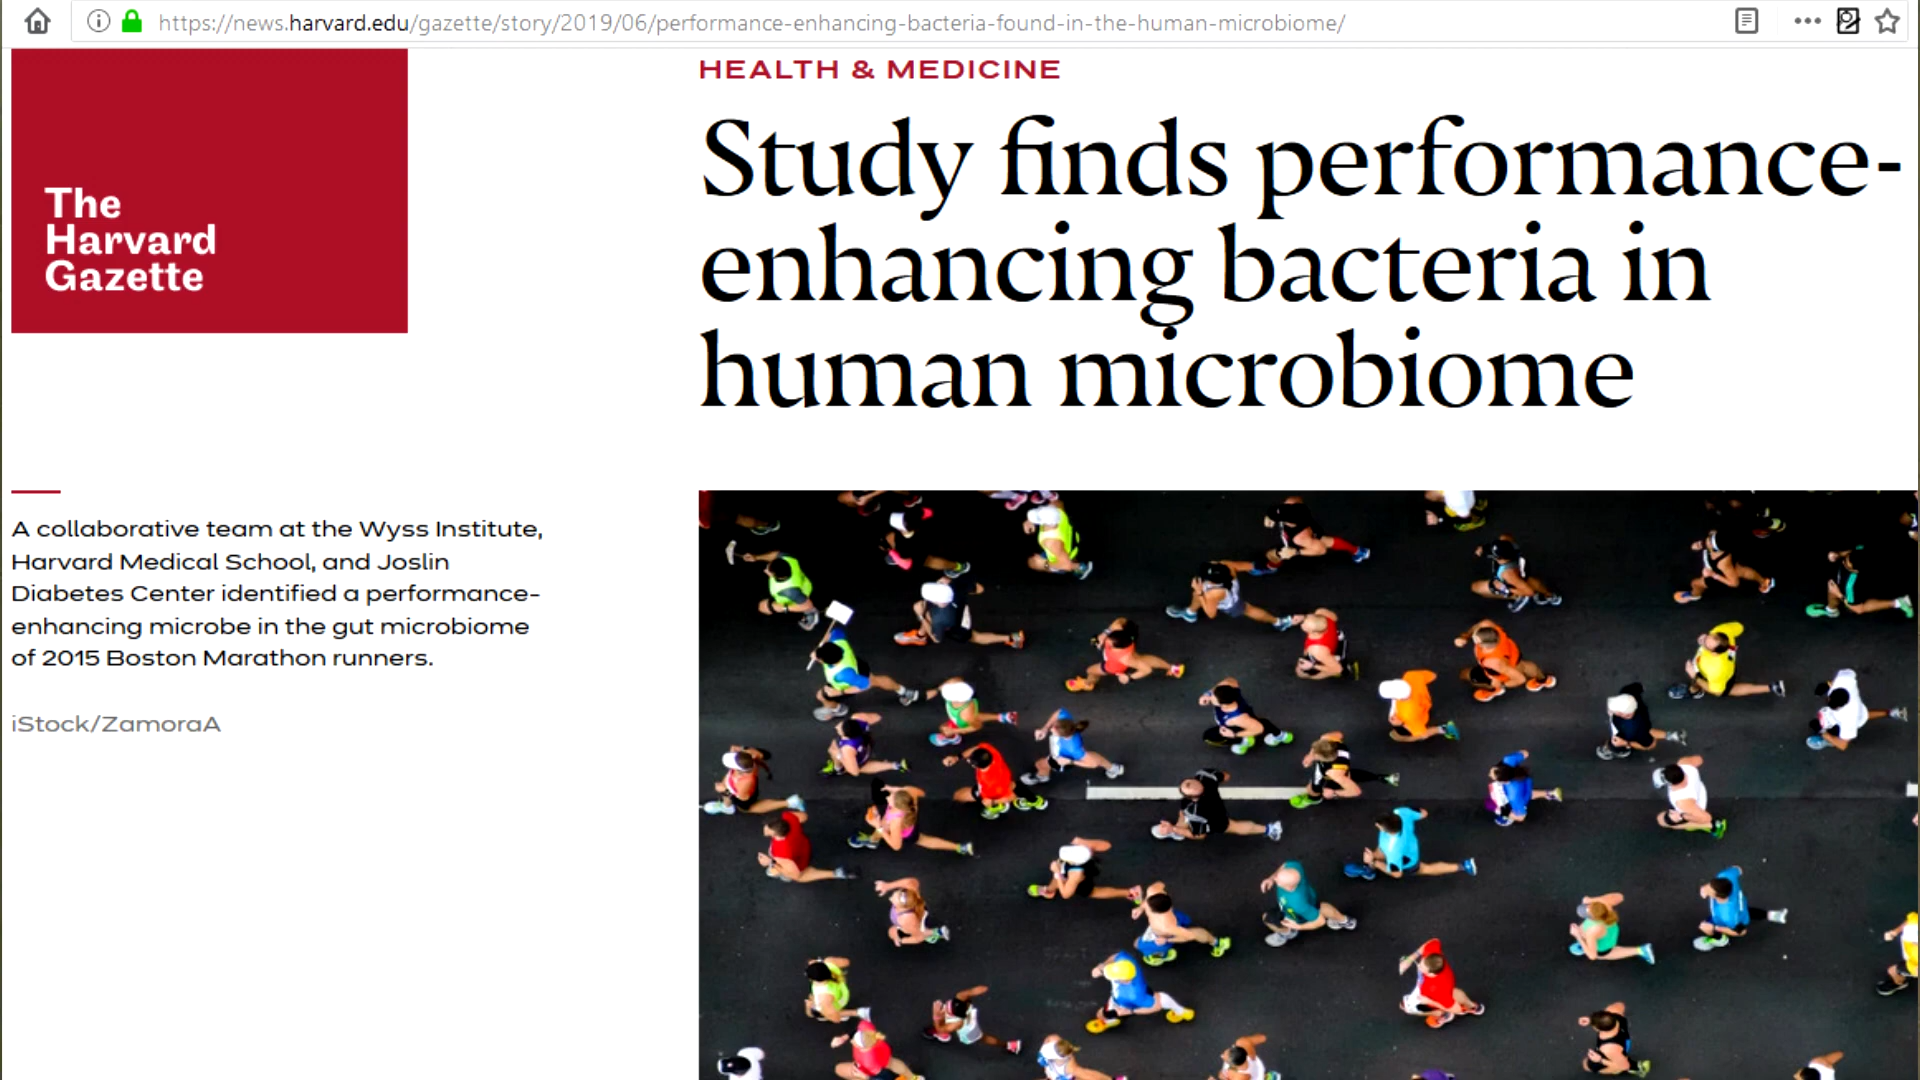 https://news.harvard.edu/gazette/story/2019/06/performance-enhancing-bacteria-found-in-the-human-microbiome/
The
Harvard
Gazette
HEALTH & MEDICINE
Study finds performance-
enhancing bacteria in
human microbiome
A collaborative team at the Wyss Institute,
Harvard Medical School, and Joslin
Diabetes Center identified a performance-
enhancing microbe in the gut microbiome
of 2015 Boston Marathon runners.
iStock/ZamoraA